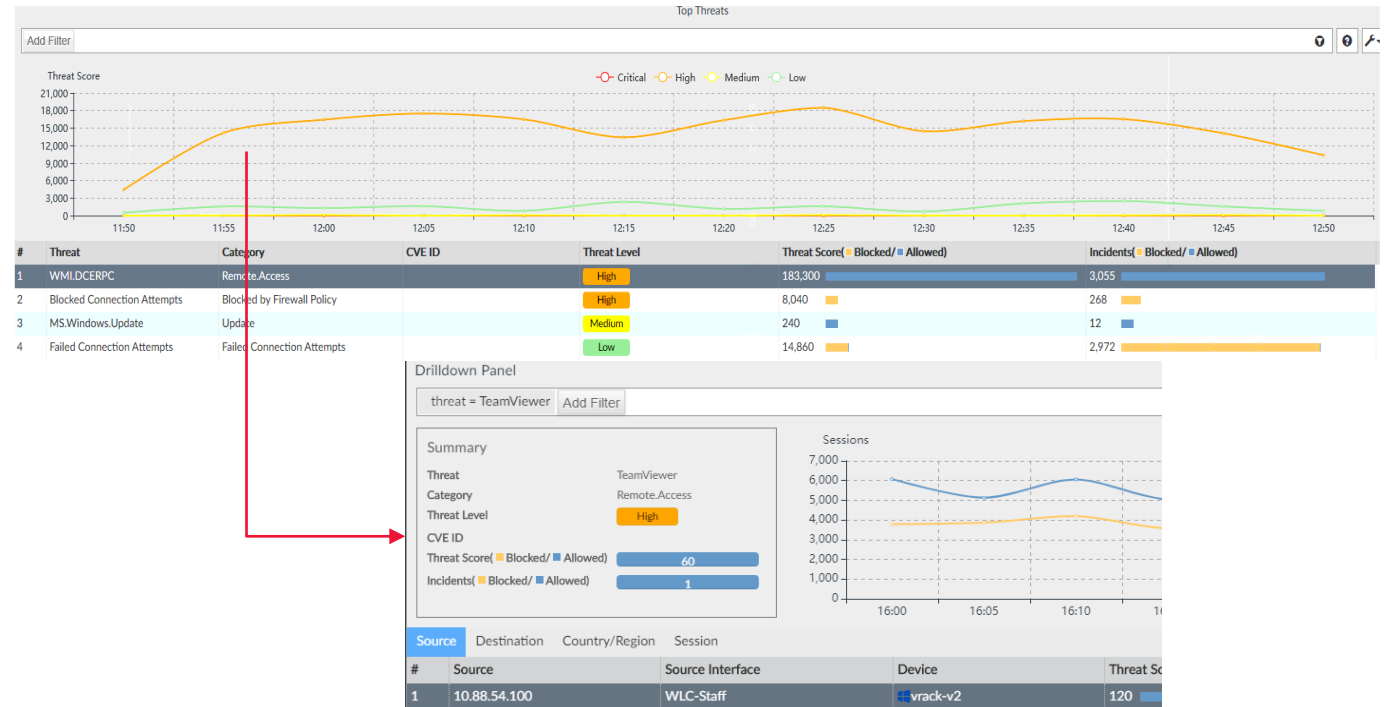 Top Threats
Add Filter
Threat Score
Critical High Medium Low
21,000
18,000
15,000
12,000
9,000
6,000
3,000
0
11:50 11:55 12:00 12:05 12:10 12:15 12:20 12:25 12:30 12:35 12:40 12:45 12:50
# Threat Category CVE ID Threat Level Threat Score( Blocked/ Allowed) Incidents( Blocked/ Allowed)
1 WMI.DCERPC Remote.Access High 183,300 3,055
2 Blocked Connection Attempts Blocked by Firewall Policy High 8,040 268
3 MS.Windows.Update Update Medium 240 12
4 Failed Connection Attempts Failed Connection Attempts Low 14,860 2,972
Drilldown Panel
threat = TeamViewer Add Filter
Summary
Threat TeamViewer
Category Remote.Access
Threat Level High
CVE ID
Threat Score( Blocked/ Allowed) 60
Incidents( Blocked/ Allowed) 1
Sessions
7,000
6,000
5,000
4,000
3,000
2,000
1,000
0
16:00 16:05 16:10
Source Destination Country/Region Session
# Source Source Interface Device Threat
1 10.88.54.100 WLC-Staff vrack-v2 120